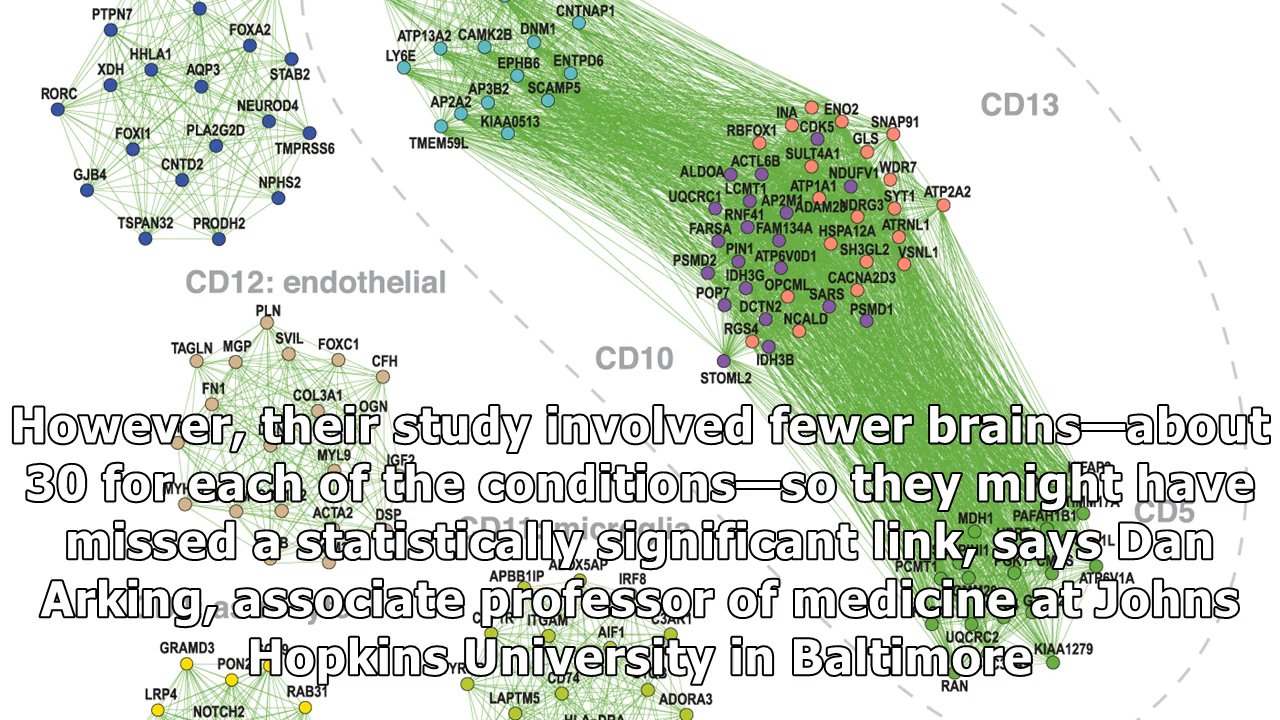 CNTNAP1
PTPN7
ATP13A2 CAMK2B DNM1
FOXA2
HHLA1
LY6E
EPHB6 ENTPD6
XDH
AQP3
STAB2
RORC
AP3B2 SCAMP5
CD13
AP2A2
NEUROD4
INA ENO2
KIAA0513
SNAP91
RBFOX1
CDK5
FOXI1 PLA2G2D
TMPRSS6
TMEM59L
GLS
SULT4A1
CNTD2
ALDOA ACTL6B
NDUFV1
WDR7
GJB4
NPHS2
LCMT1 ATP1A1
ATP2A2
UQCRC1
AP2M1
NDRG3
SYT1
RNF41
TSPAN32 PRODH2
FARSA FAM134A HSPA12A ATRNL1
PIN1 ATP6V0D1
SH3GL2
VSNL1
PSMD2
CD12: endothelial
IDH3G OPCML CACNA2D3
POP7
SARS
DCTN2
PSMD1
PLN
NCALD
RGS4
SVIL FOXC1
TAGLN MGP
CD10
CFH
IDH3B
STOML2
FN1
COL3A1
OGN
However, their study involved fewer brains—about
MYL9
30 for each of the conditions—so they might have
ACTA2 DSP
MDH1
PAFAH1B1
CD5
missed a statistically significant link, says Dan
PCMT1
APBB1IP
IRF8
ATP6V1A
Arking, associate professor of medicine at Johns
ITGAM
AIF1
C3AR1
UQCRC2
GRAMD3
KIAA1279
Hopkins University in Baltimore
CD74
RAN
LRP4
RAB31
LAPTM5
ADORA3
NOTCH2
HLA-DRA